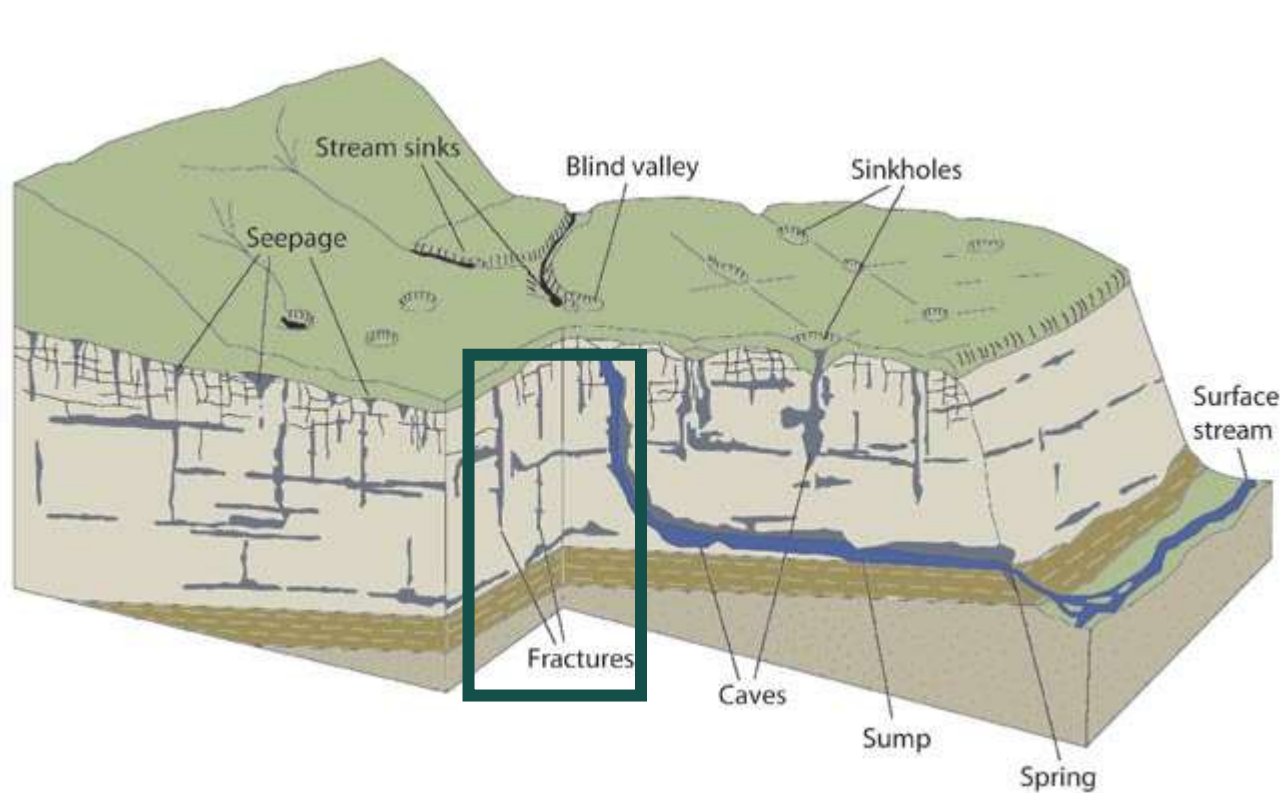 Stream sinks
Blind valley
Sinkholes
Seepage
Surface
stream
Fractures
Caves
Sump
Spring